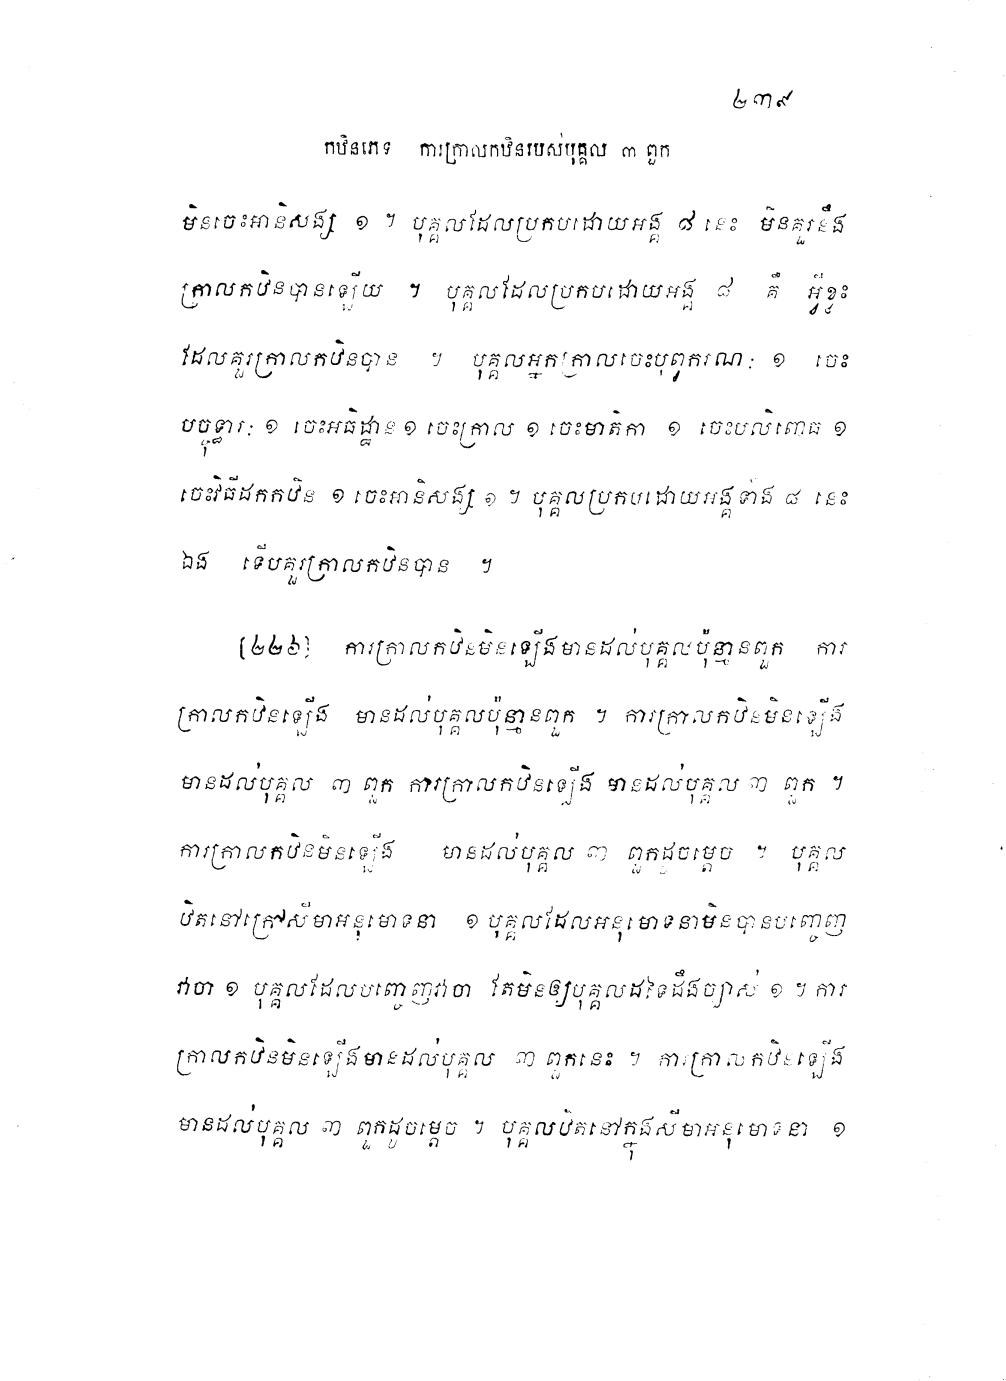 ២៣៩
កឋិនភេទ ការក្រាលកឋិនរបស់បុគ្គល ៣ ពួក
មិនចេះអានិសង្ស ១ ។ បុគ្គលដែលប្រកបដោយអង្គ ៨ នេះ មិនគួរនឹង
ក្រាលកឋិនបានឡើយ ។ បុគ្គលដែលប្រកបដោយអង្គ ៨ គឺ អ្វីខ្លះ
ដែលគួរក្រាលកឋិនបាន ។ បុគ្គលអ្នកក្រាលចេះបុព្វករណៈ ១ ចេះ
បច្ចុទ្ធារៈ ១ ចេះអធិដ្ឋាន ១ ចេះក្រាល ១ ចេះមាតិកា ១ ចេះបលិពោធ ១
ចេះវិធីដកកឋិន ១ ចេះអានិសង្ស ១ ។ បុគ្គលប្រកបដោយអង្គទាំង ៨ នេះ
ឯង ទើបគួរក្រាលកឋិនបាន ។
[២២៦] ការក្រាលកឋិនមិនឡើងមានដល់បុគ្គលប៉ុន្មានពួក ការ
ក្រាលកឋិនឡើង មានដល់បុគ្គលប៉ុន្មានពួក ។ ការក្រាលកឋិនមិនឡើង
មានដល់បុគ្គល ៣ ពួក ការក្រាលកឋិនឡើង មានដល់បុគ្គល ៣ ពួក ។
ការក្រាលកឋិនមិនឡើង មានដល់បុគ្គល ៣ ពួកដូចម្ដេច ។ បុគ្គល
ឋិតនៅក្រៅសីមាអនុមោទនា ១ បុគ្គលដែលអនុមោទនាមិនបានបញ្ចេញ
វាចា ១ បុគ្គលដែលបញ្ចេញវាចា តែមិនឲ្យបុគ្គលដទៃដឹងច្បាស់ ១ ។ ការ
ក្រាលកឋិនមិនឡើងមានដល់បុគ្គល ៣ ពួកនេះ ។ ការក្រាលកឋិនឡើង
មានដល់បុគ្គល ៣ ពួកដូចម្ដេច ។ បុគ្គលឋិតនៅក្នុងសីមាអនុមោទនា ១